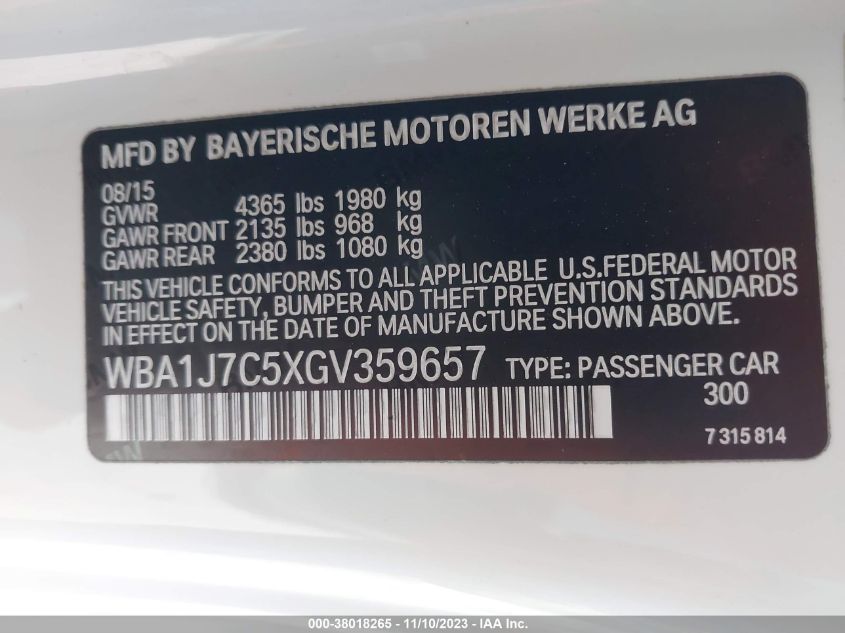 MFD BY BAYERISCHE MOTOREN WERKE AG
08/15
GVWR 4365 lbs 1980 kg
GAWR FRONT 2135 lbs 968 kg
GAWR REAR 2380 lbs 1080 kg
THIS VEHICLE CONFORMS TO ALL APPLICABLE U.S.FEDERAL MOTOR
VEHICLE SAFETY, BUMPER AND THEFT PREVENTION STANDARDS
IN EFFECT ON THE DATE OF MANUFACTURE SHOWN ABOVE.
WBA1J7C5XGV359657 TYPE: PASSENGER CAR
300
7 315 814
000-38018265 - 11/10/2023 - IAA Inc.